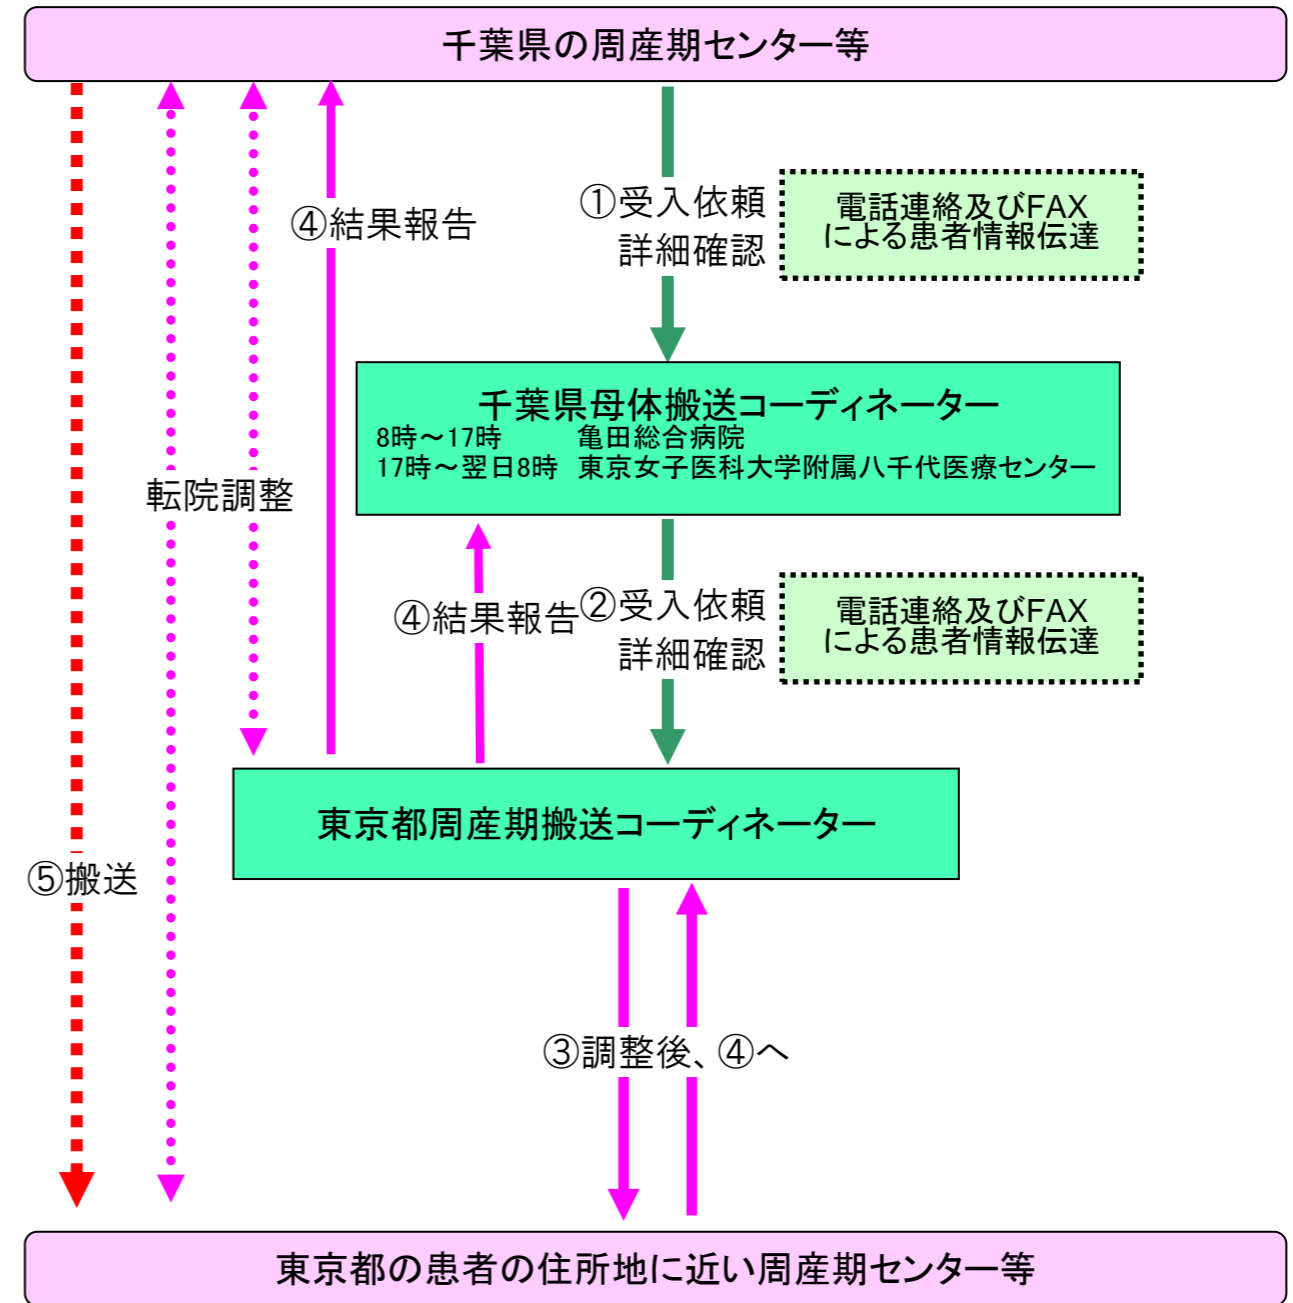 千葉県の周産期センター等
④結果報告
①受入依頼
詳細確認
電話連絡及びFAX
による患者情報伝達
千葉県母体搬送コーディネーター
8時～17時 亀田総合病院
17時～翌日8時 東京女子医科大学附属八千代医療センター
転院調整
④結果報告
②受入依頼
詳細確認
電話連絡及びFAX
による患者情報伝達
東京都周産期搬送コーディネーター
⑤搬送
③調整後、④へ
東京都の患者の住所地に近い周産期センター等